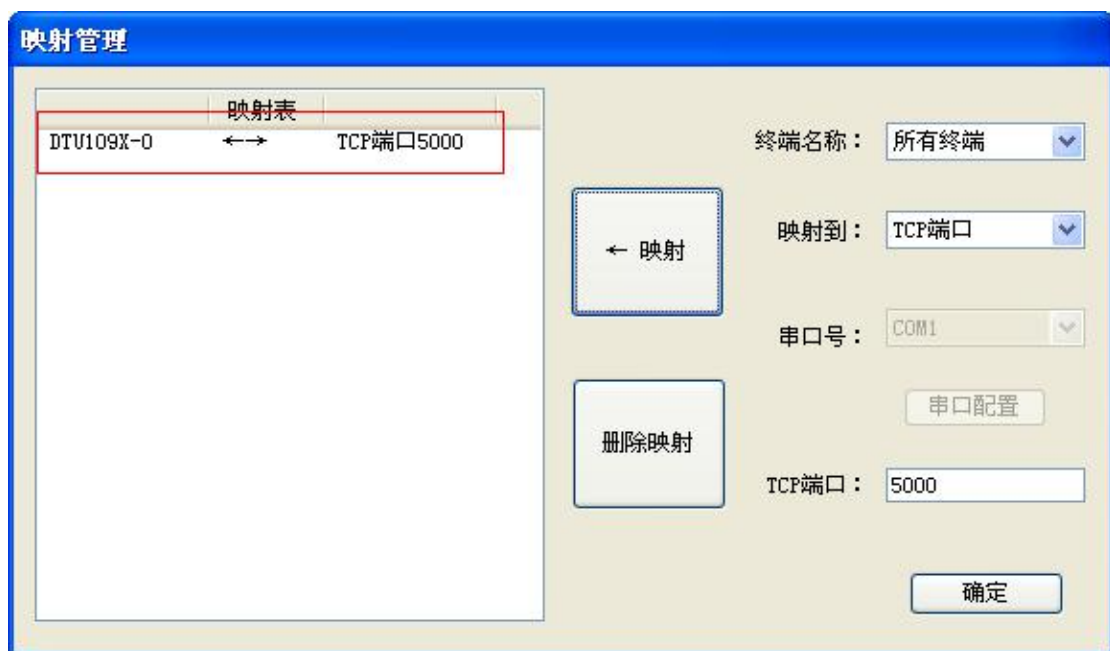 映射管理
映射表
DTU109X-0 ←→ TCP端口5000
终端名称： 所有终端
← 映射
映射到： TCP端口
串口号： COM1
串口配置
删除映射
TCP端口： 5000
确定